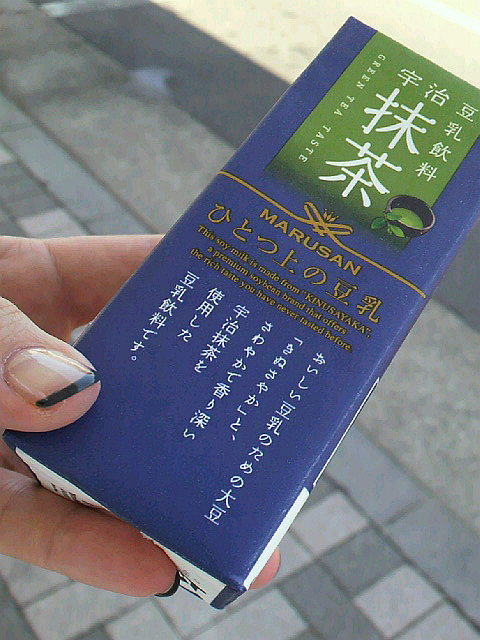 豆乳飲料
宇治
抹茶
GREEN TEA TASTE
MARUSAN
ひとつ上の豆乳
This soy milk is made from "KINUSAYAKA",
a premium soybean brand that offers
the rich taste you have never tasted before.
おいしい豆乳のための大豆
「きぬさやか」と、
さわやかで香り深い
宇治抹茶を
使用した
豆乳飲料です。